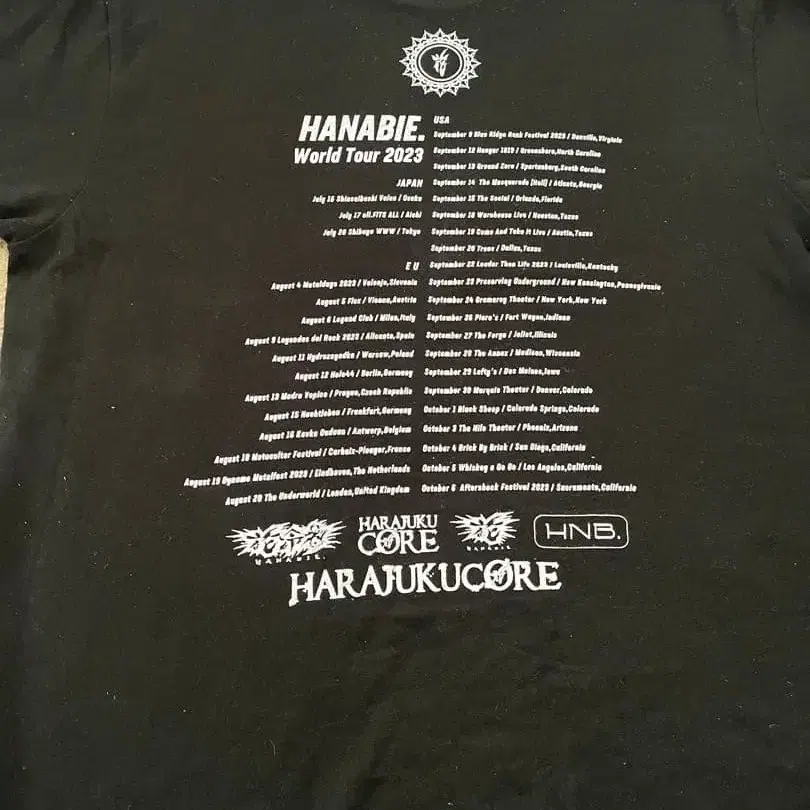 HANABIE.
World Tour 2023
JAPAN
July 16 Shinsaibashi Vaion / Osaka
July 17 ell.FITS ALL / Aichi
July 20 Shibuya WWW / Tokyo
EU
August 4 Metaldays 2023 / Velenje,Slovenia
August 5 Flex / Vienna,Austria
August 6 Legend Club / Milan,Italy
August 9 Leyendas del Rock 2023 / Alicante,Spain
August 11 Hydrozagadka / Warsaw,Poland
August 12 Hole44 / Berlin,Germany
August 13 Modra Vopice / Prague,Czech Republic
August 15 Nachtleben / Frankfurt,Germany
August 16 Kavka Oudaan / Antwerp,Belgium
August 18 Motocultor Festival / Carhaix-Plouger,France
August 19 Dynamo Metalfest 2023 / Eindhoven,The Netherlands
August 20 The Underworld / London,United Kingdom
USA
September 9 Blue Ridge Rock Festival 2023 / Danville,Virginia
September 12 Hangar 1819 / Greensboro,North Carolina
September 13 Ground Zero / Spartanburg,South Carolina
September 14 The Masquerade [Hell] / Atlanta,Georgia
September 15 The Social / Orlando,Florida
September 18 Warehouse Live / Houston,Texas
September 19 Come And Take It Live / Austin,Texas
September 20 Trees / Dallas,Texas
September 22 Louder Than Life 2023 / Louisville,Kentucky
September 23 Preserving Underground / New Kensington,Pennsylvania
September 24 Gramercy Theater / New York,New York
September 26 Piere's / Fort Wayne,Indiana
September 27 The Forge / Joliet,Illinois
September 28 The Annex / Madison,Wisconsin
September 29 Lefty's / Des Moines,Iowa
September 30 Marquis Theater / Denver,Colorado
October 1 Black Sheep / Colorado Springs,Colorado
October 3 The Nile Theater / Phoenix,Arizona
October 4 Brick By Brick / San Diego,California
October 5 Whiskey a Go Go / Los Angeles,California
October 6 Aftershock Festival 2023 / Sacramento,California
HANABIE.
HARAJUKU
CORE
HANABIE.
HNB.
HARAJUKUCORE